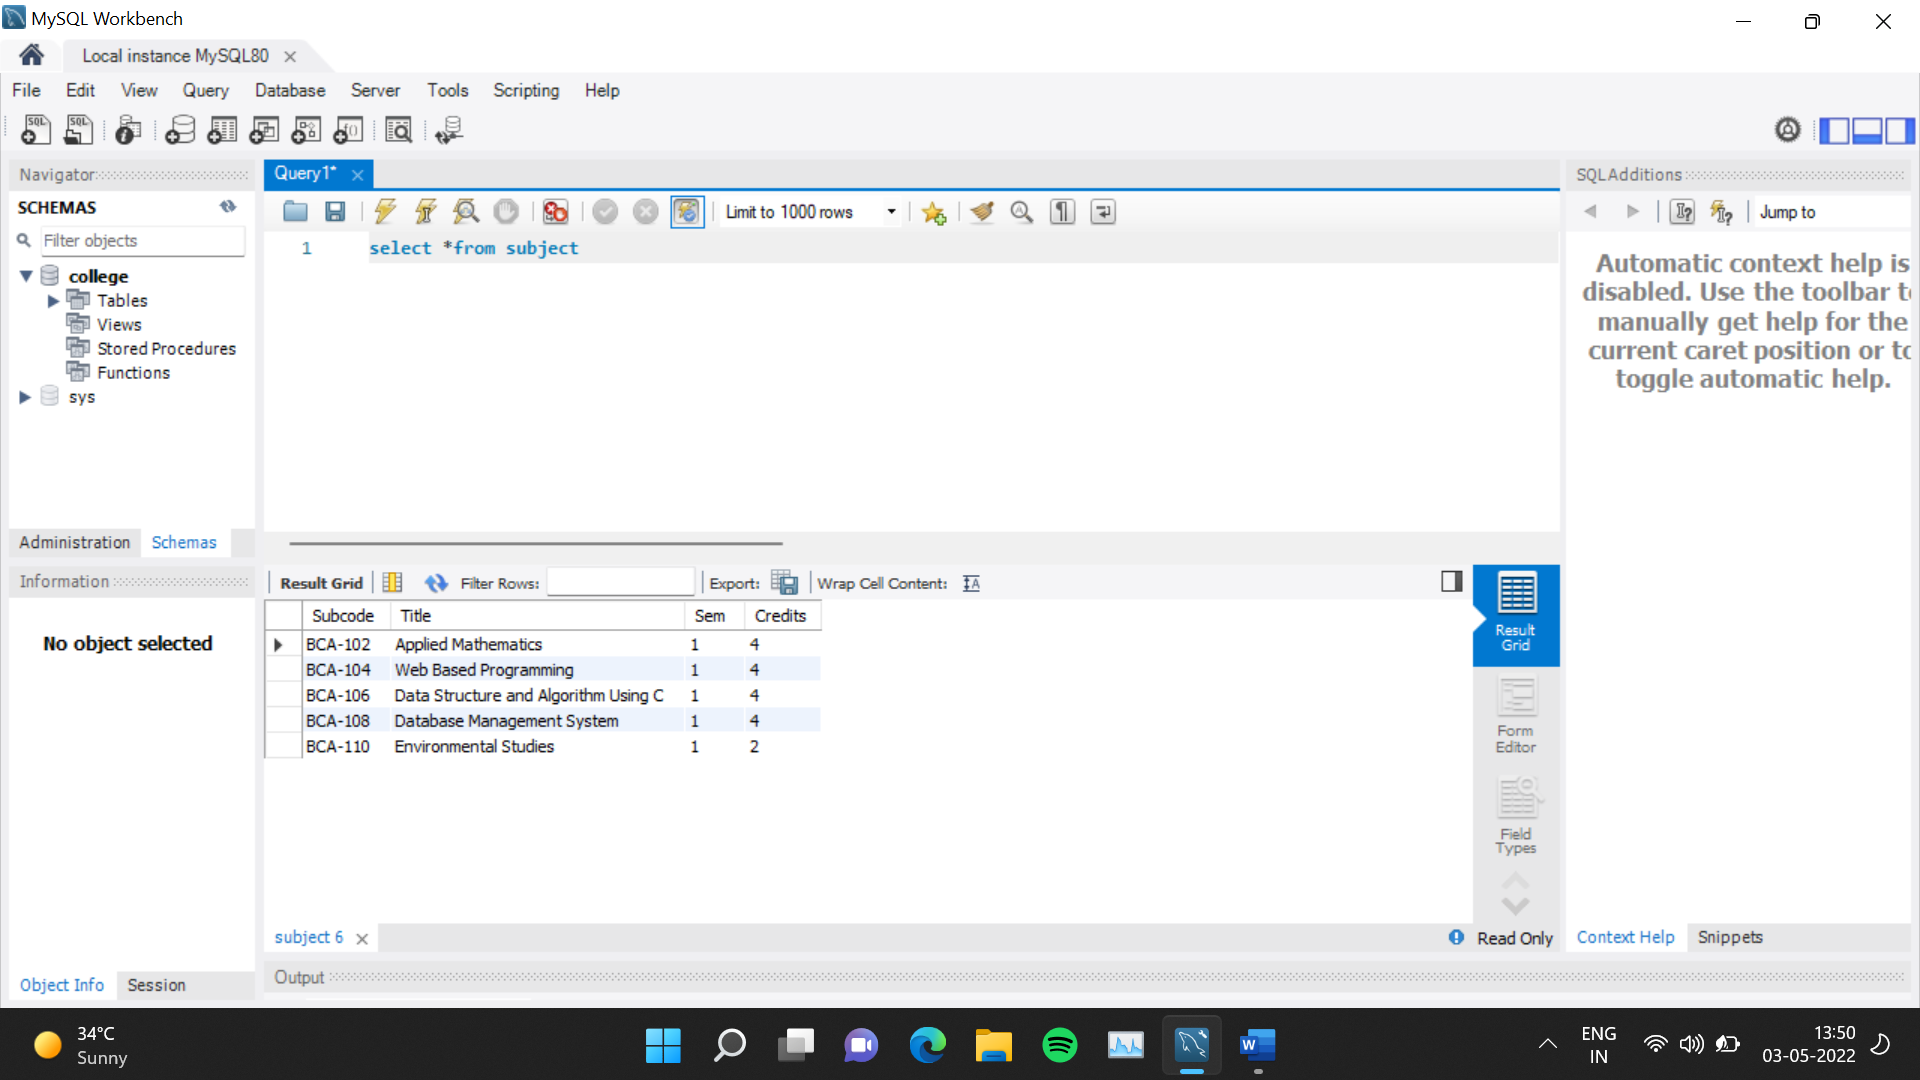 MySQL Workbench
Local instance MySQL80
File Edit View Query Database Server Tools Scripting Help
Navigator
SCHEMAS
Filter objects
college
Tables
Views
Stored Procedures
Functions
sys
Administration Schemas
Information
No object selected
Object Info Session
Query1*
Limit to 1000 rows
1 select *from subject
Result Grid Filter Rows: Export: Wrap Cell Content:
Subcode Title Sem Credits
BCA-102 Applied Mathematics 1 4
BCA-104 Web Based Programming 1 4
BCA-106 Data Structure and Algorithm Using C 1 4
BCA-108 Database Management System 1 4
BCA-110 Environmental Studies 1 2
Result
Grid
Form
Editor
Field
Types
subject 6
Read Only
Output
SQLAdditions
Jump to
Automatic context help is
disabled. Use the toolbar t
manually get help for the
current caret position or to
toggle automatic help.
Context Help Snippets
34°C
Sunny
ENG
IN
13:50
03-05-2022